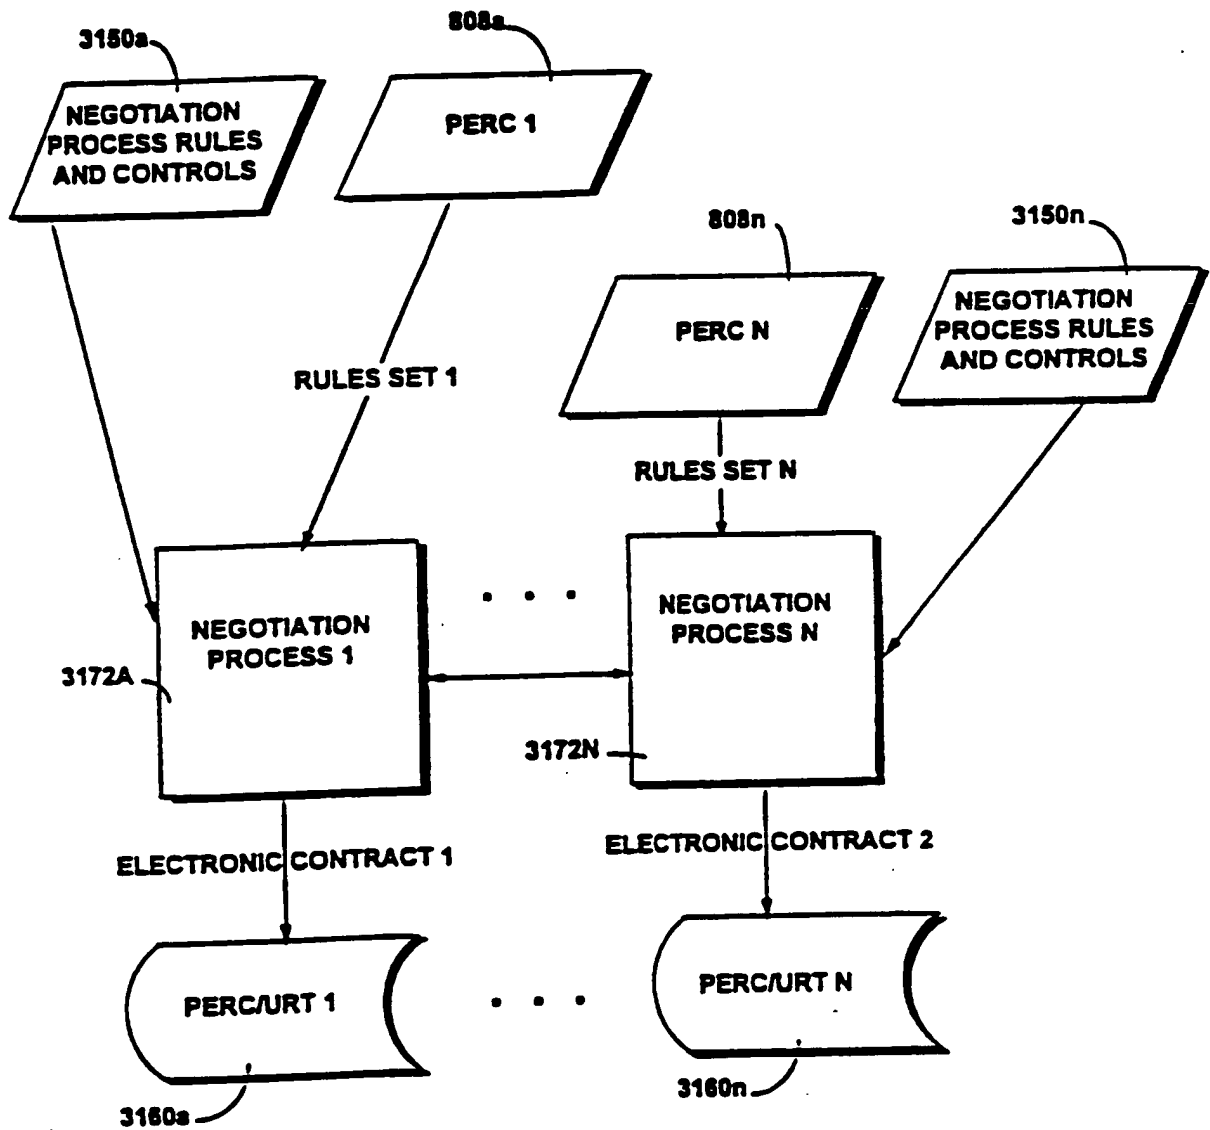 3150a
808a
NEGOTIATION
PROCESS RULES
AND CONTROLS
PERC 1
808n
3150n
PERC N
NEGOTIATION
PROCESS RULES
AND CONTROLS
RULES SET 1
RULES SET N
NEGOTIATION
PROCESS 1
NEGOTIATION
PROCESS N
3172A
3172N
ELECTRONIC CONTRACT 1
ELECTRONIC CONTRACT 2
PERC/URT 1
PERC/URT N
3160a
3160n